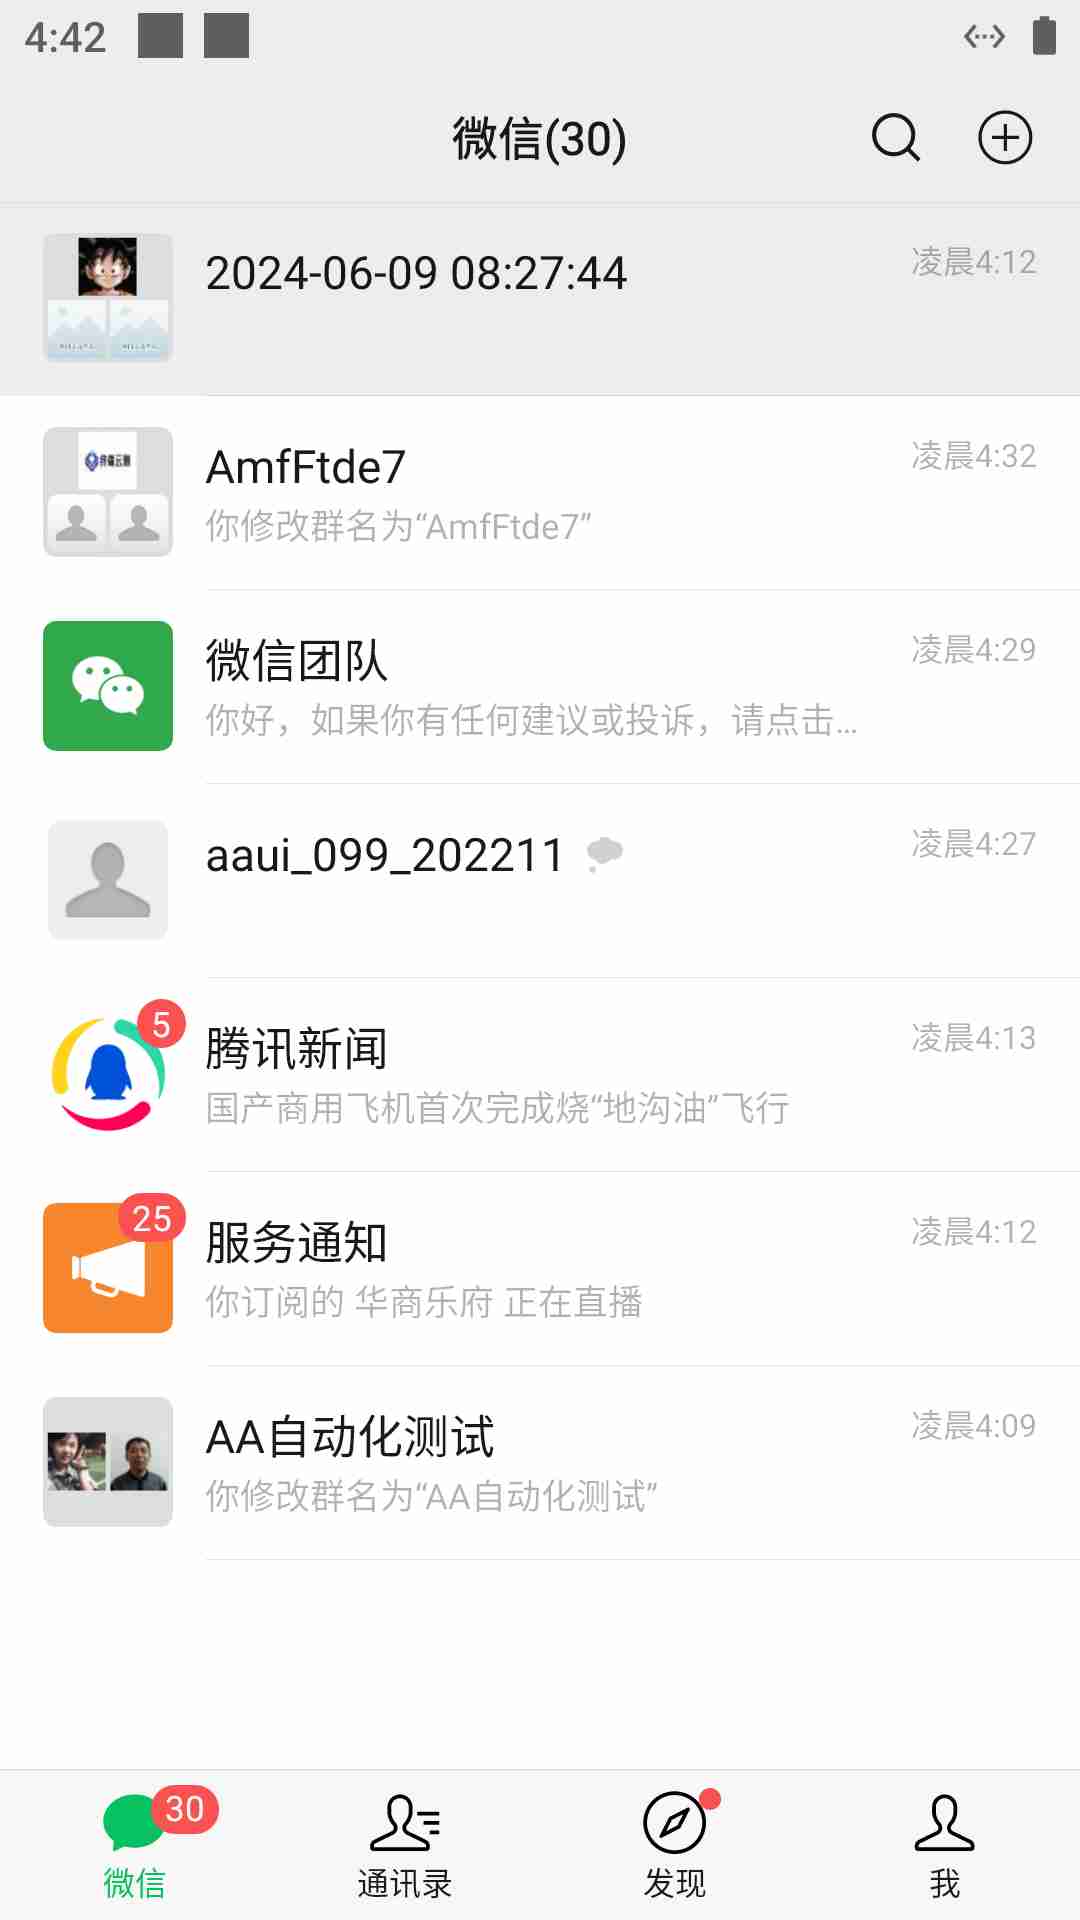 4:42
微信(30)
2024-06-09 08:27:44
凌晨4:12
AmfFtde7
凌晨4:32
你修改群名为“AmfFtde7”
微信团队
凌晨4:29
你好，如果你有任何建议或投诉，请点击...
aaui_099_202211
凌晨4:27
5
腾讯新闻
凌晨4:13
国产商用飞机首次完成烧“地沟油”飞行
25
服务通知
凌晨4:12
你订阅的 华商乐府 正在直播
AA自动化测试
凌晨4:09
你修改群名为“AA自动化测试”
30
微信
通讯录
发现
我